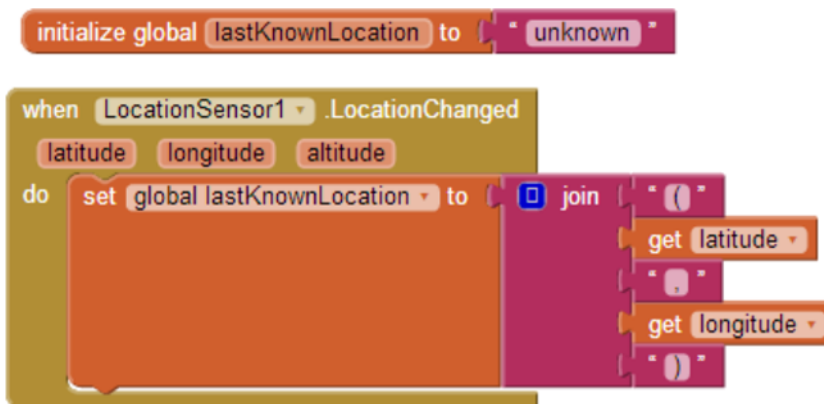 initialize global lastKnownLocation to " unknown "
when LocationSensor1 .LocationChanged
latitude longitude altitude
do set global lastKnownLocation to join " ( "
get latitude
" , "
get longitude
" ) "